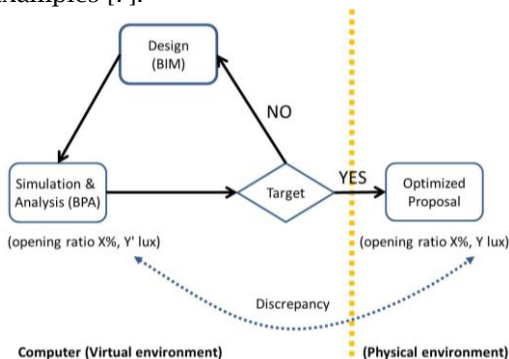 examples [7].
Design
(BIM)
NO
Simulation &
Analysis (BPA)
Target
YES
Optimized
Proposal
(opening ratio X%, Y' lux)
(opening ratio X%, Y lux)
Discrepancy
Computer (Virtual environment)
(Physical environment)